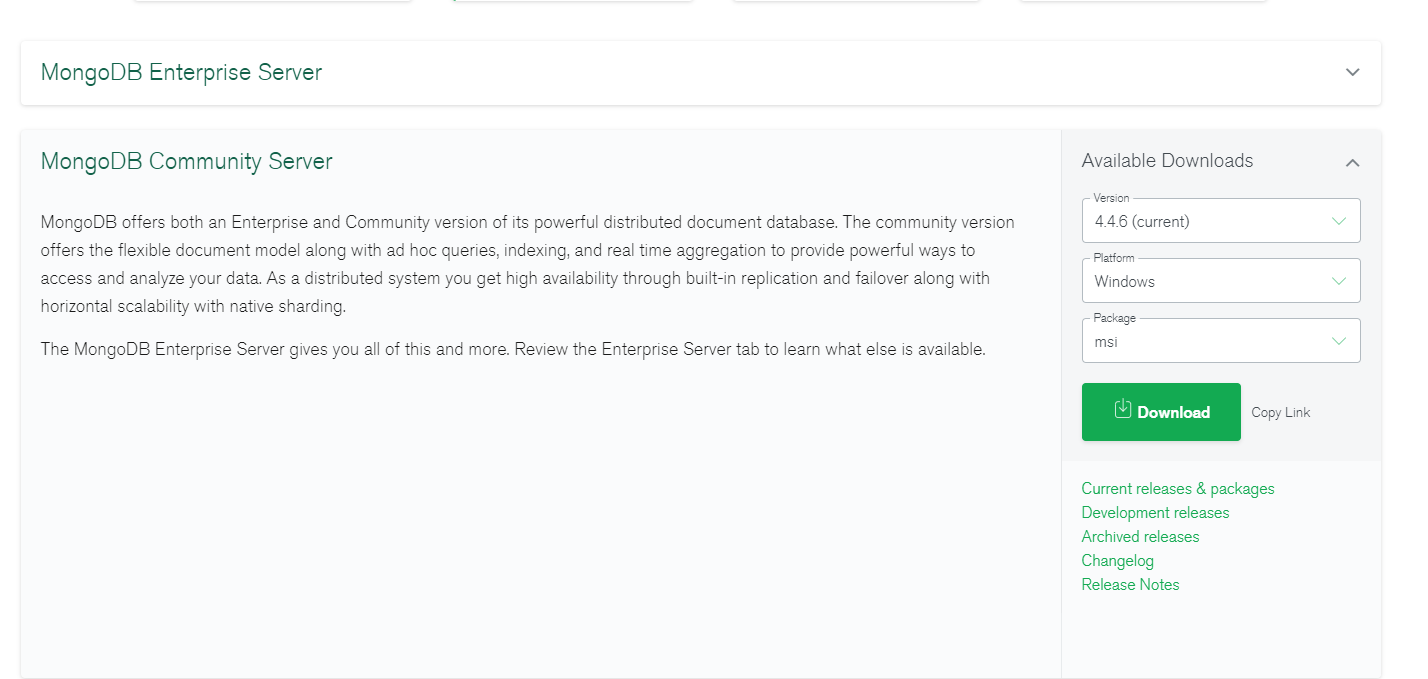 MongoDB Enterprise Server
MongoDB Community Server
MongoDB offers both an Enterprise and Community version of its powerful distributed document database. The community version
offers the flexible document model along with ad hoc queries, indexing, and real time aggregation to provide powerful ways to
access and analyze your data. As a distributed system you get high availability through built-in replication and failover along with
horizontal scalability with native sharding.
The MongoDB Enterprise Server gives you all of this and more. Review the Enterprise Server tab to learn what else is available.
Available Downloads
Version
4.4.6 (current)
Platform
Windows
Package
msi
Download Copy Link
Current releases & packages
Development releases
Archived releases
Changelog
Release Notes